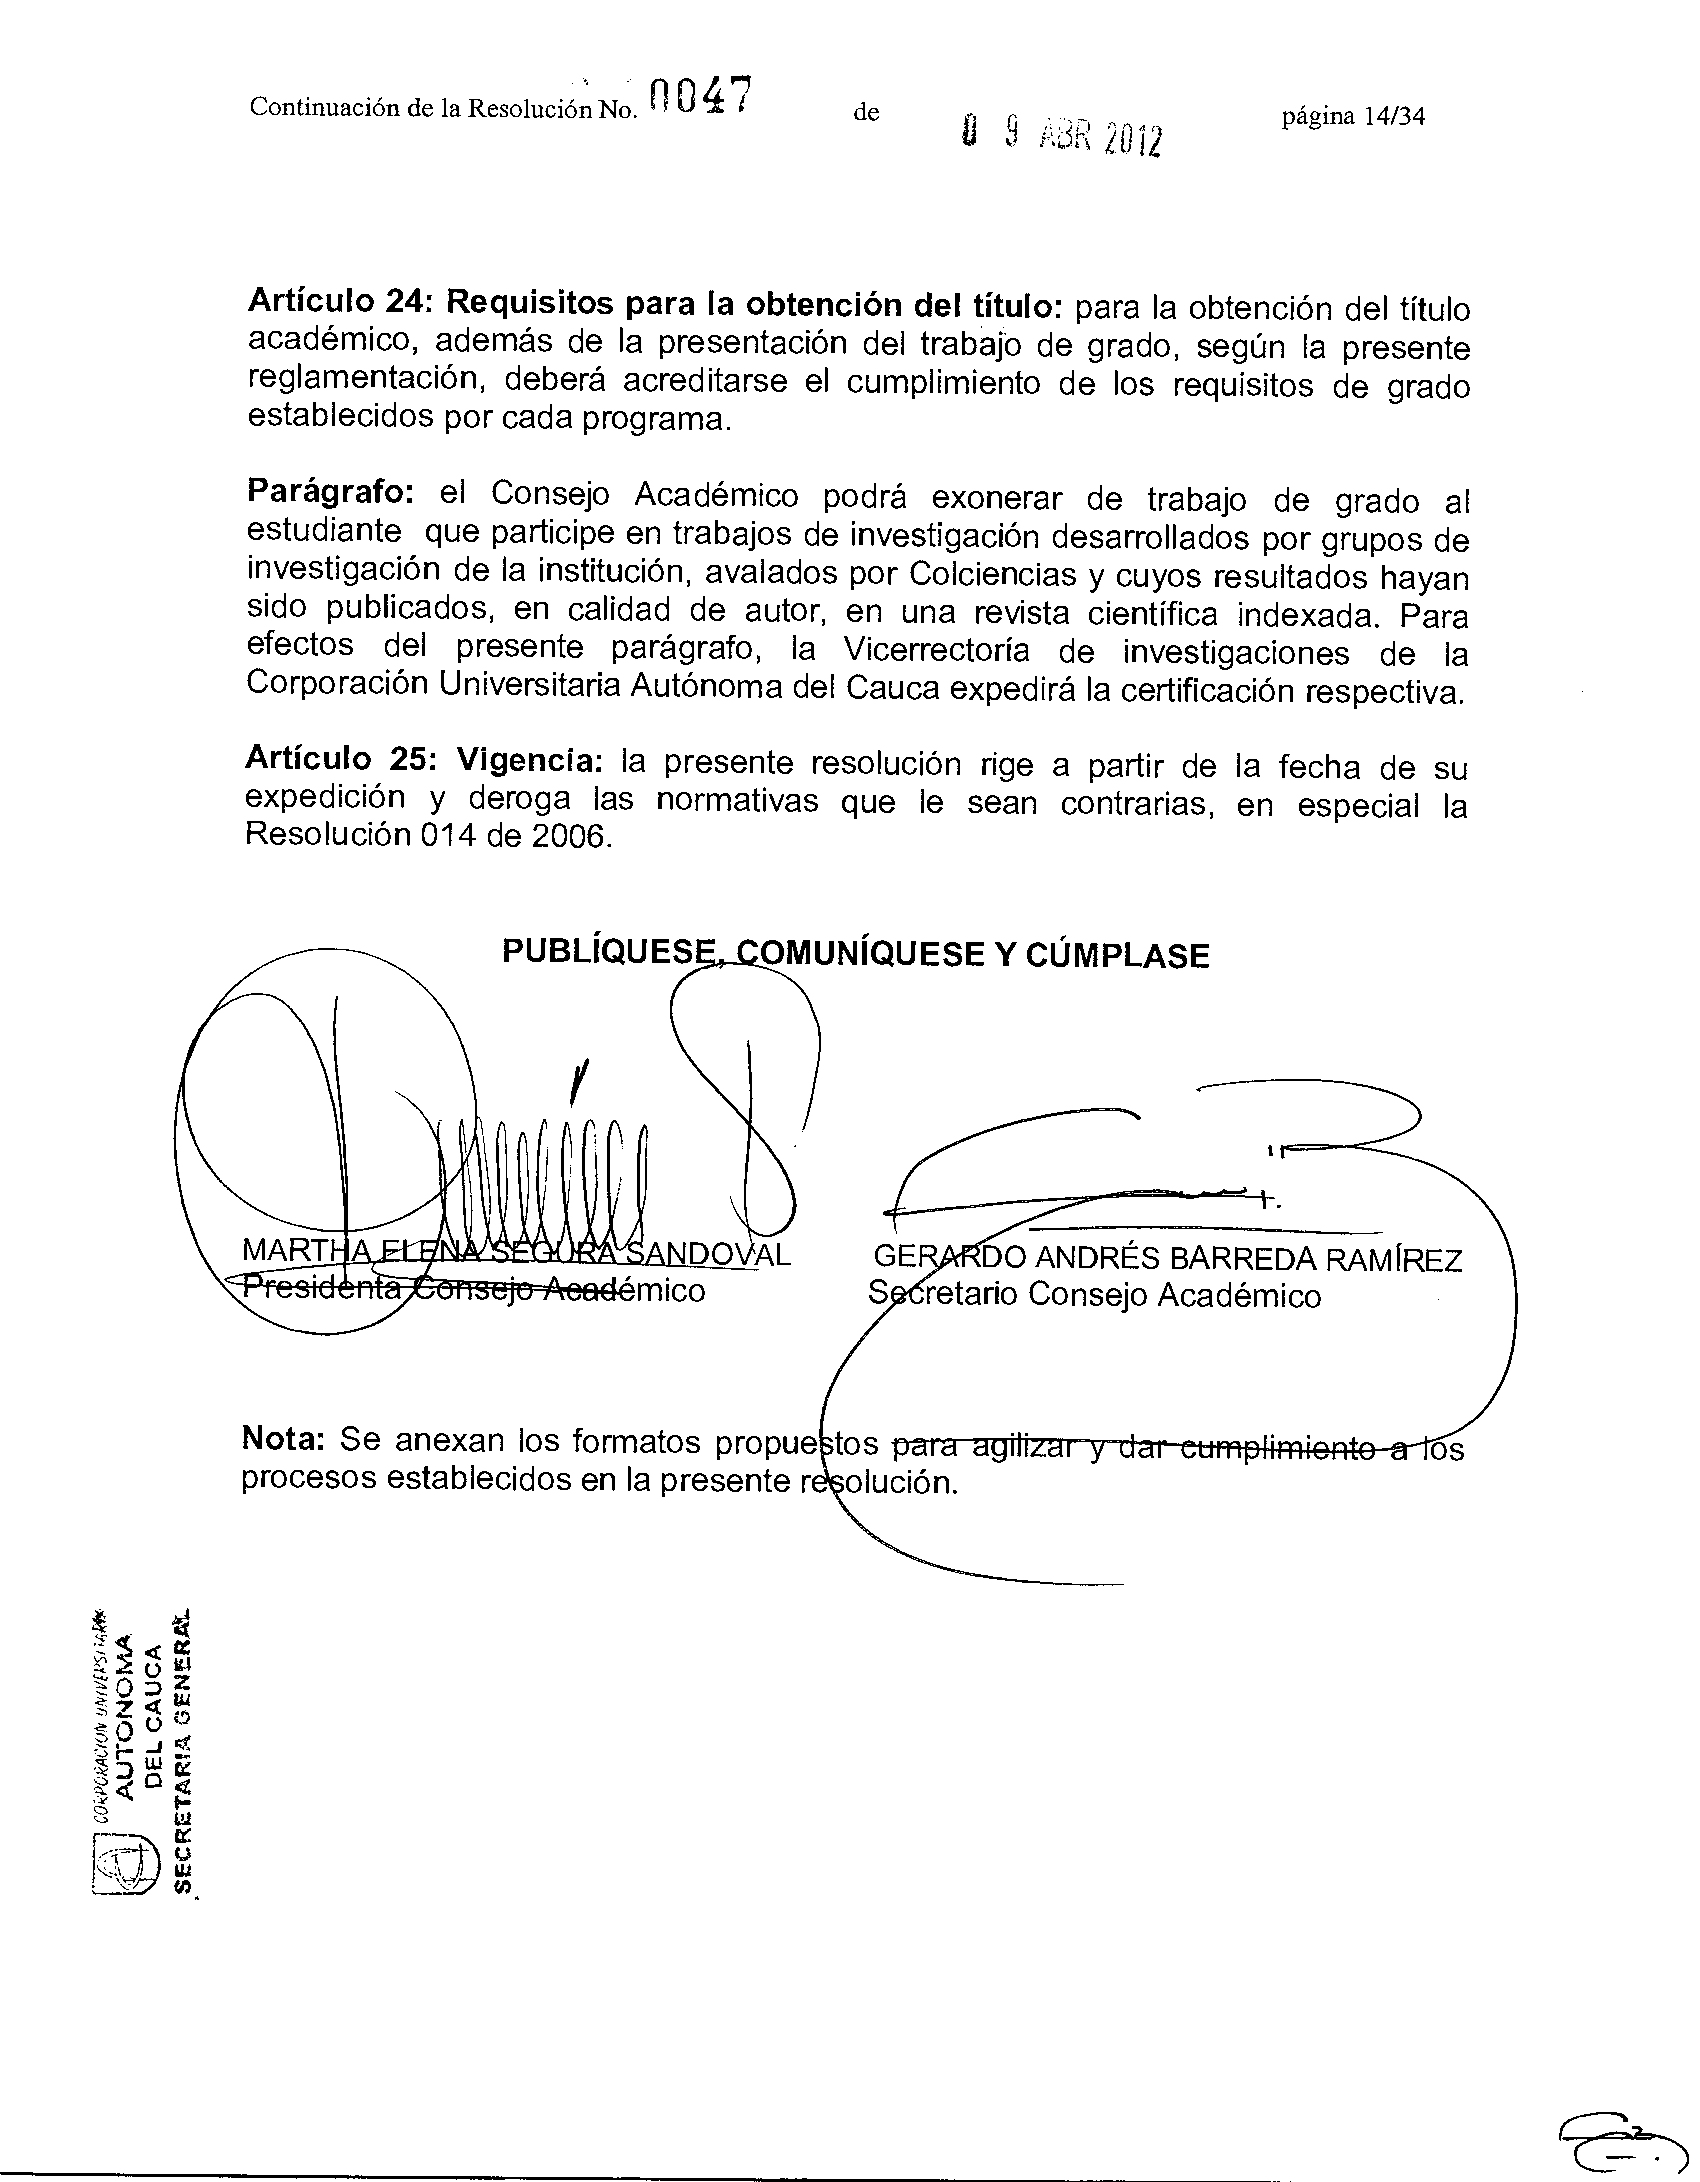 Continuación de la Resolución No. 0047 de 09 ABR 2012 página 14/34
Artículo 24: Requisitos para la obtención del título: para la obtención del título
académico, además de la presentación del trabajo de grado, según la presente
reglamentación, deberá acreditarse el cumplimiento de los requisitos de grado
establecidos por cada programa.
Parágrafo: el Consejo Académico podrá exonerar de trabajo de grado al
estudiante que participe en trabajos de investigación desarrollados por grupos de
investigación de la institución, avalados por Colciencias y cuyos resultados hayan
sido publicados, en calidad de autor, en una revista científica indexada. Para
efectos del presente parágrafo, la Vicerrectoría de investigaciones de la
Corporación Universitaria Autónoma del Cauca expedirá la certificación respectiva.
Artículo 25: Vigencia: la presente resolución rige a partir de la fecha de su
expedición y deroga las normativas que le sean contrarias, en especial la
Resolución 014 de 2006.
PUBLÍQUESE, COMUNÍQUESE Y CÚMPLASE
MARTHA ELENA SEGURA SANDOVAL
Presidenta Consejo Académico
GERARDO ANDRÉS BARREDA RAMÍREZ
Secretario Consejo Académico
Nota: Se anexan los formatos propuestos para agilizar y dar cumplimiento a los
procesos establecidos en la presente resolución.
CORPORACION UNIVERSITARIA
AUTONOMA
DEL CAUCA
SECRETARIA GENERAL